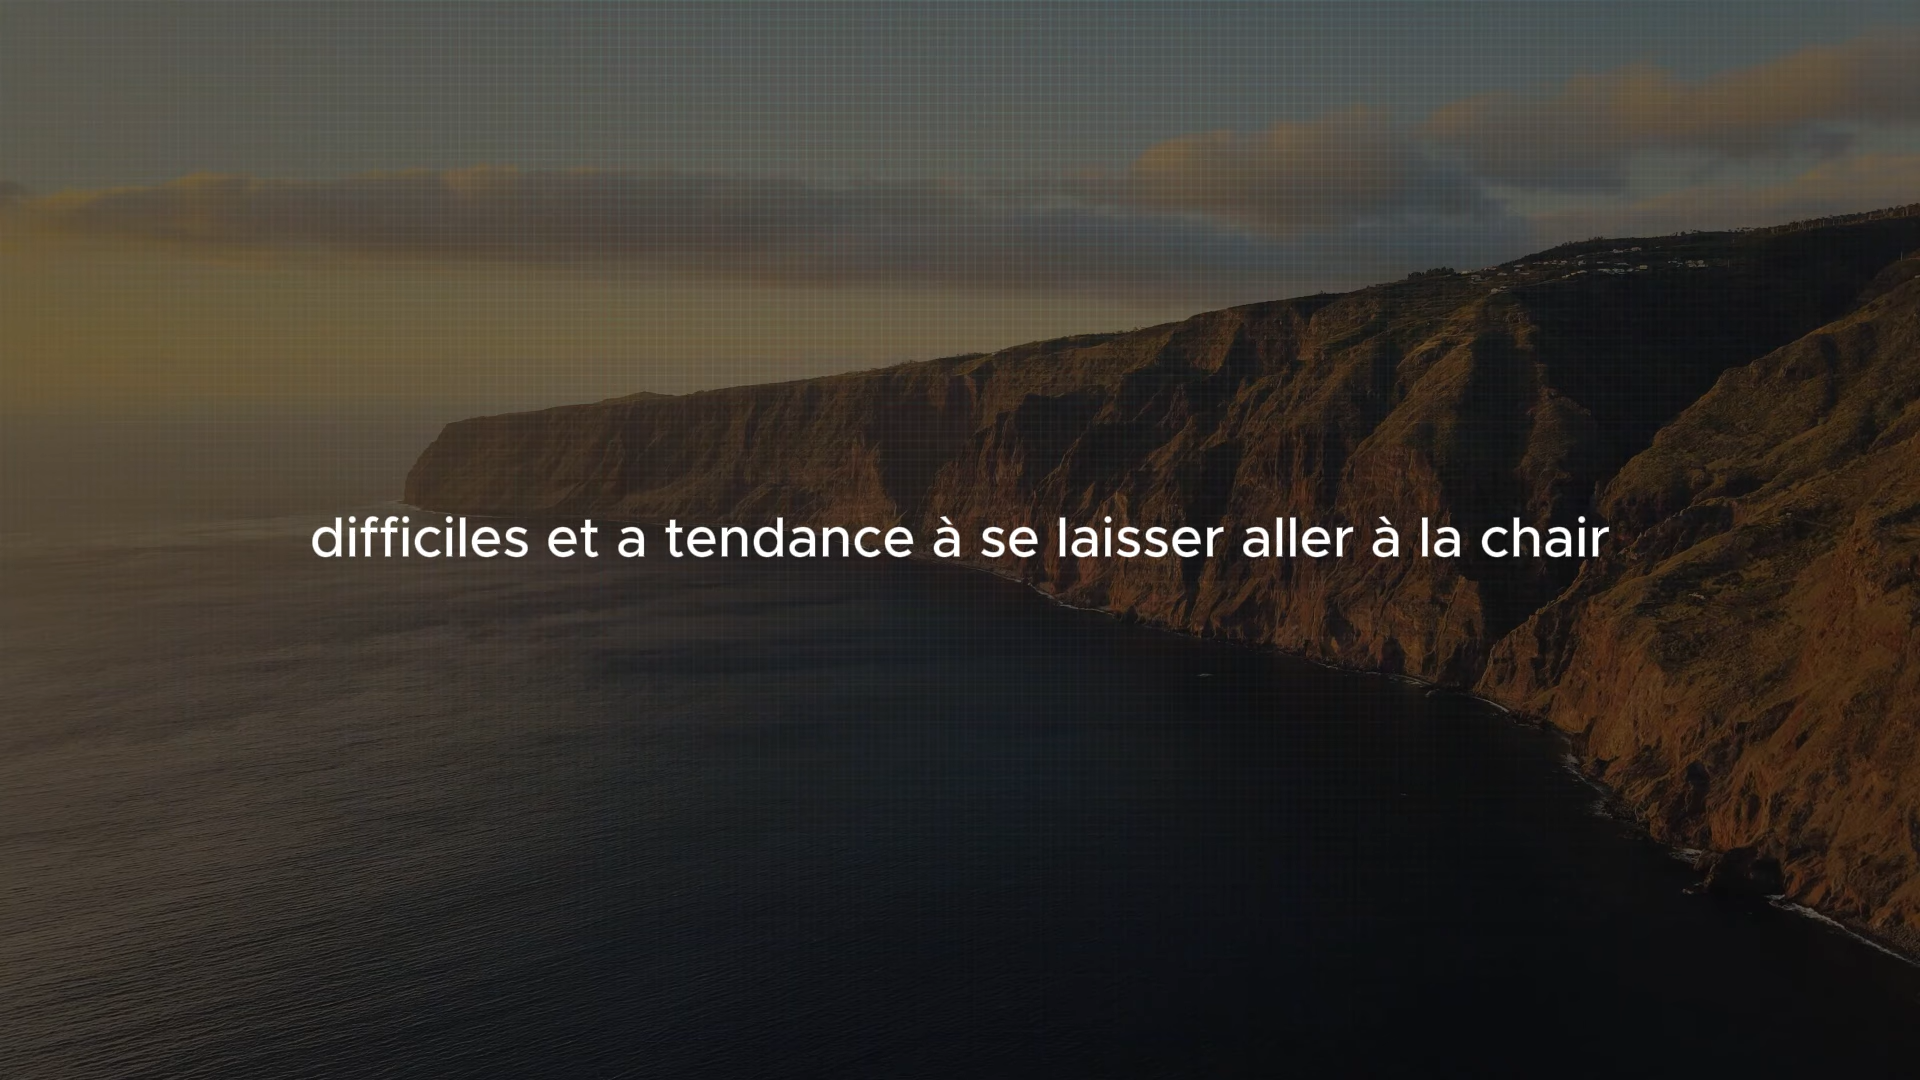 difficiles et a tendance à se laisser aller à la chair